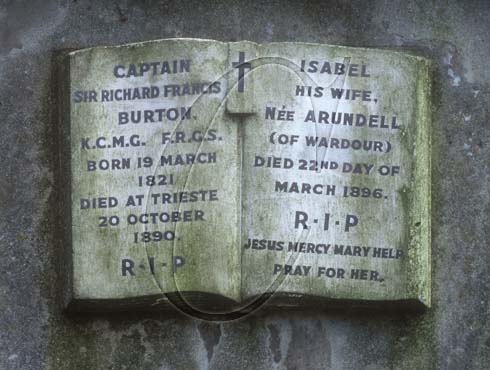 CAPTAIN
SIR RICHARD FRANCIS
BURTON.
K.C.M.G. F.R.G.S.
BORN 19 MARCH
1821
DIED AT TRIESTE
20 OCTOBER
1890.
R·I·P
ISABEL
HIS WIFE,
NÉE ARUNDELL,
(OF WARDOUR)
DIED 22ND DAY OF
MARCH 1896.
R·I·P
JESUS MERCY MARY HELP
PRAY FOR HER.